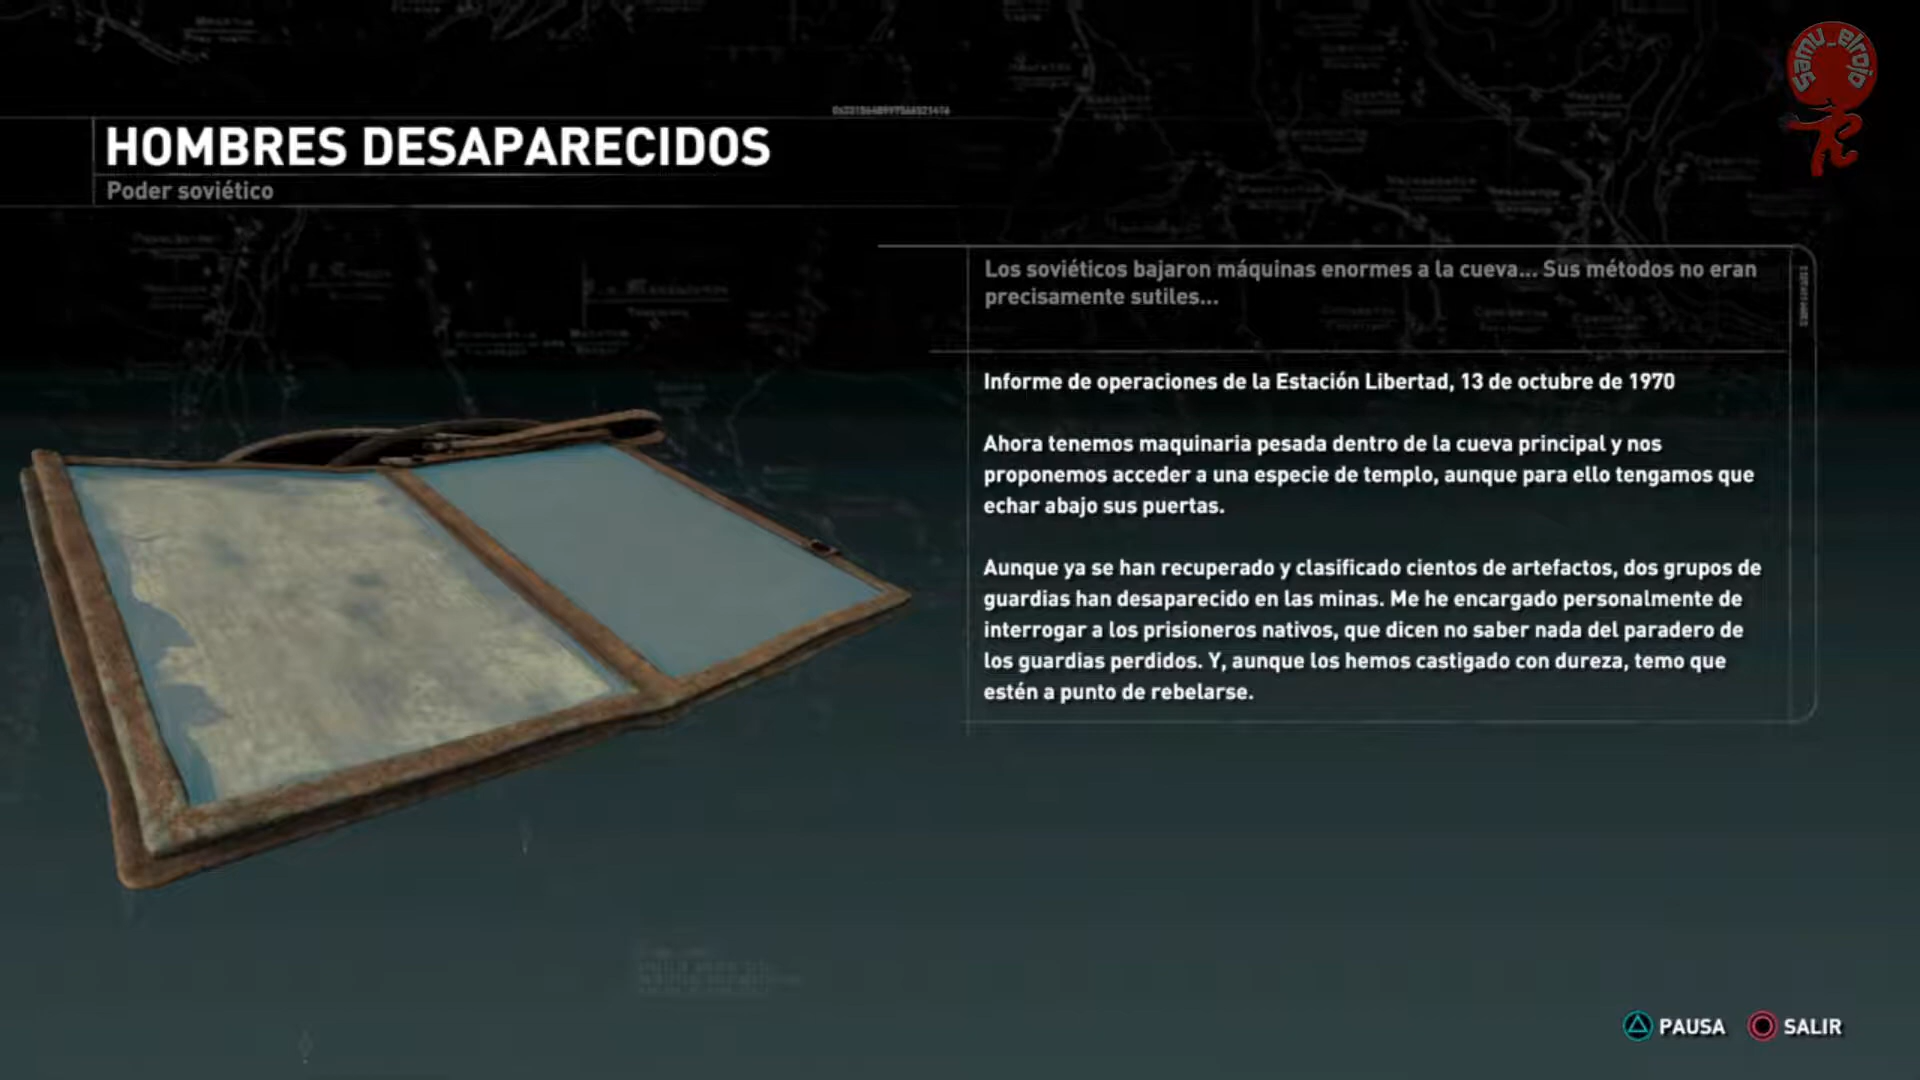 samu_elrojo
HOMBRES DESAPARECIDOS
Poder soviético
Los soviéticos bajaron máquinas enormes a la cueva... Sus métodos no eran
precisamente sutiles...
Informe de operaciones de la Estación Libertad, 13 de octubre de 1970
Ahora tenemos maquinaria pesada dentro de la cueva principal y nos
proponemos acceder a una especie de templo, aunque para ello tengamos que
echar abajo sus puertas.
Aunque ya se han recuperado y clasificado cientos de artefactos, dos grupos de
guardias han desaparecido en las minas. Me he encargado personalmente de
interrogar a los prisioneros nativos, que dicen no saber nada del paradero de
los guardias perdidos. Y, aunque los hemos castigado con dureza, temo que
estén a punto de rebelarse.
PAUSA SALIR